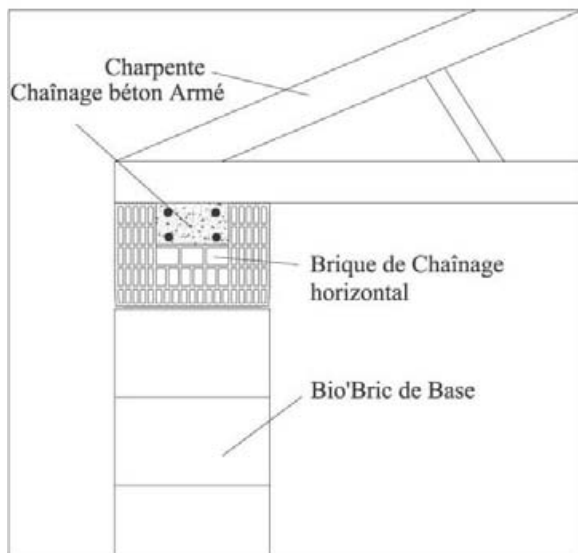 Charpente
Chaînage béton Armé
Brique de Chaînage
horizontal
Bio'Bric de Base